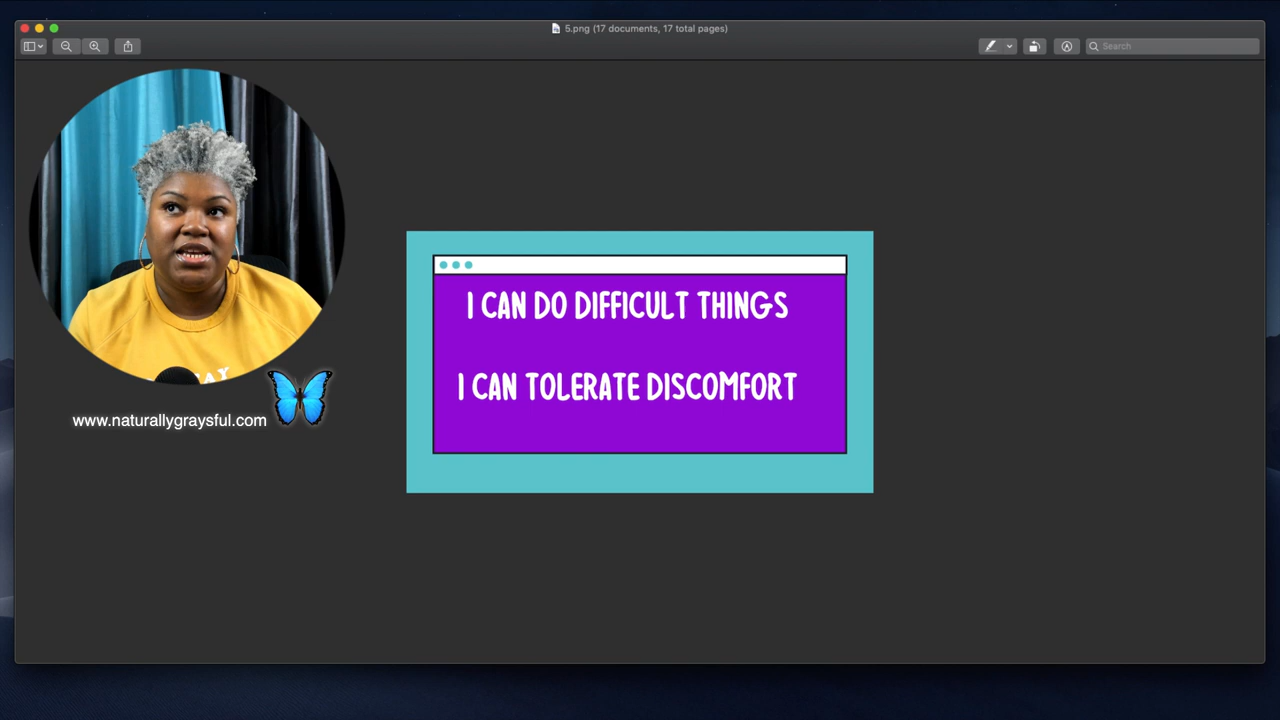 5.png (17 documents, 17 total pages)
Search
www.naturallygraysful.com
I CAN DO DIFFICULT THINGS
I CAN TOLERATE DISCOMFORT